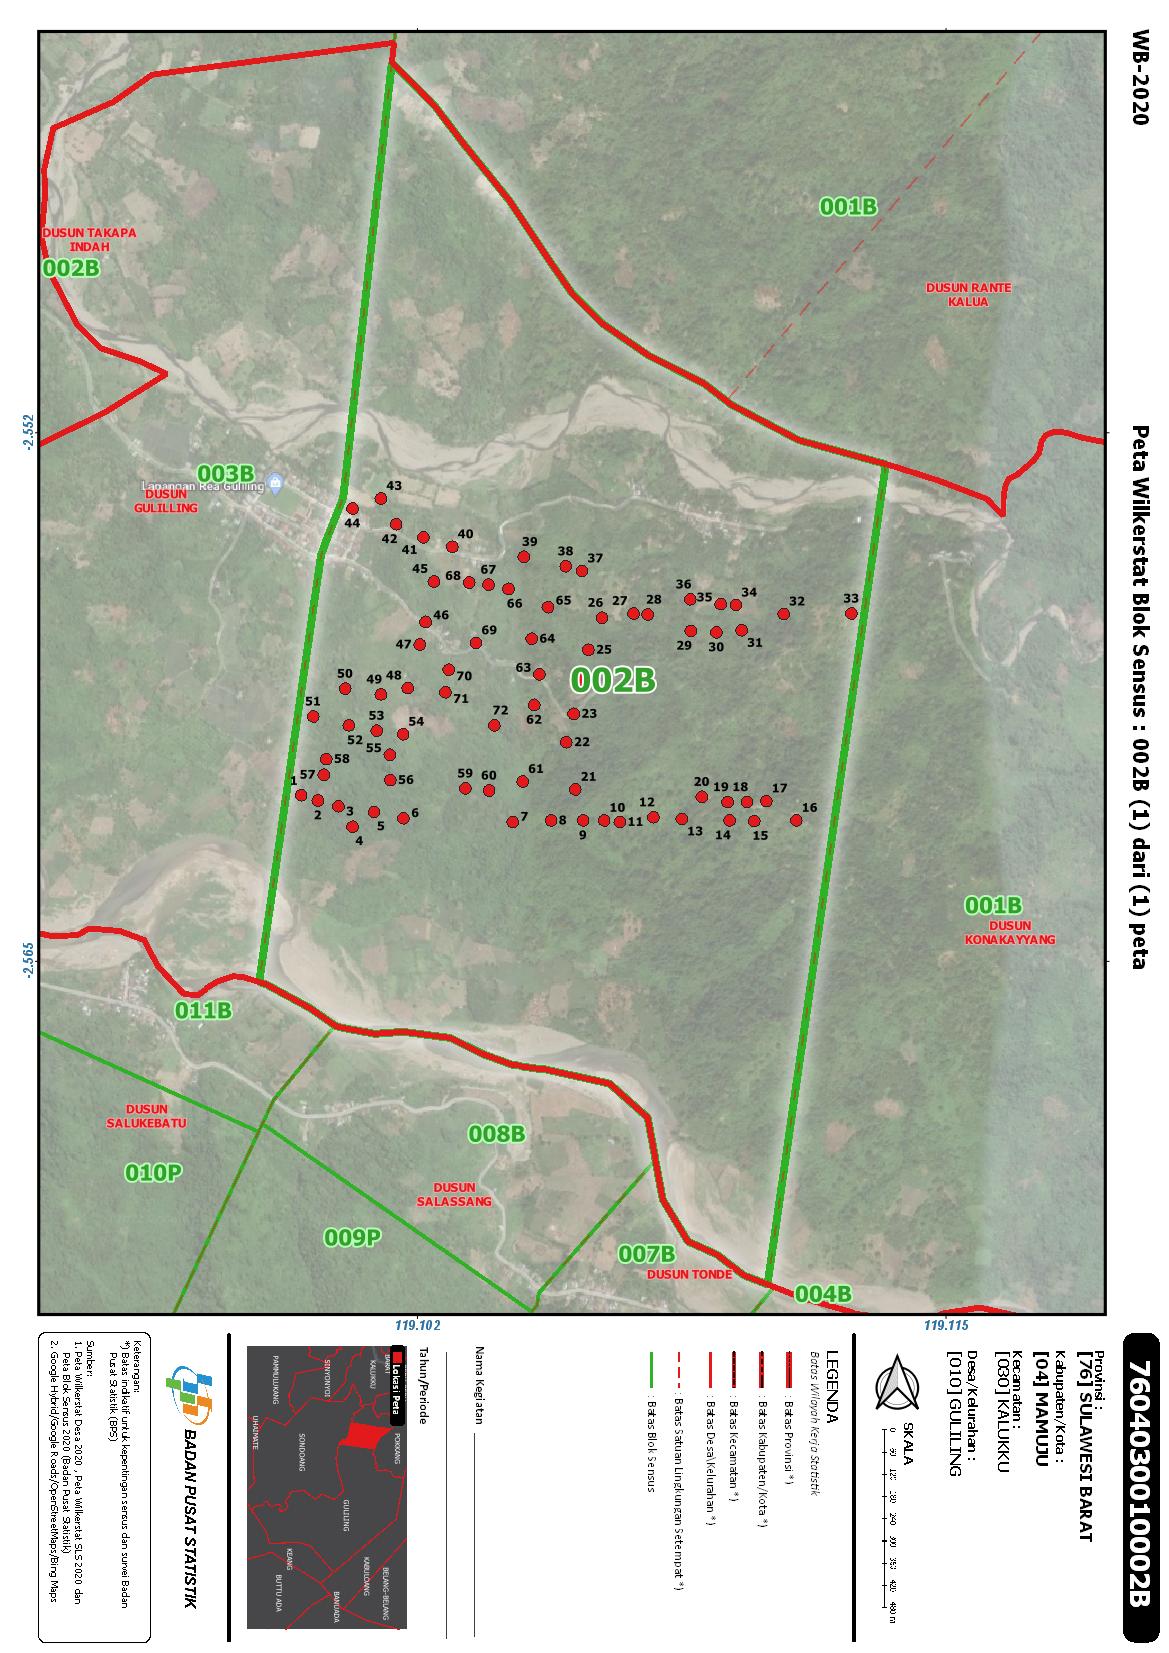 WB-2020
Peta Wilkerstat Blok Sensus : 002B (1) dari (1) peta
7604030010002B
Provinsi :
[76] SULAWESI BARAT
Kabupaten/Kota :
[04] MAMUJU
Kecamatan :
[030] KALUKKU
Desa/Kelurahan :
[010] GULILING
SKALA
0 60 120 180 240 300 360 420 480 m
LEGENDA
Batas Wilayah Kerja Statistik
: Batas Provinsi *)
: Batas Kabupaten/Kota *)
: Batas Kecamatan *)
: Batas Desa\Kelurahan *)
: Batas Satuan Lingkungan Setempat *)
: Batas Blok Sensus
Nama Kegiatan
Tahun/Periode
Lokasi Peta
BARAT
KALUKKU
SINYONYOI
PAMMULUKANG
POKKANG
SONDOANG
UHAIMATE
GULILING
KEANG
BUTTU ADA
KABULOANG
BELANG-BELANG
BANUADA
BADAN PUSAT STATISTIK
Keterangan:
*) Batas indikatif untuk kepentingan sensus dan survei Badan
Pusat Statistik (BPS)
Sumber:
1. Peta Wilkerstat Desa 2020 , Peta Wilkerstat SLS 2020 dan
Peta Blok Sensus 2020 (Badan Pusat Statistik)
2. Google Hybrid/Google Roads/OpenStreetMaps/Bing Maps
001B
DUSUN TAKAPA
INDAH
002B
DUSUN RANTE
KALUA
-2.552
003B
Lapangan Rea Guliling
DUSUN
GULILLING
43
44
42
41
40
39
38
37
45
68
67
66
65
26
27
28
36
35
34
32
33
46
47
69
64
25
29
30
31
50
49
48
70
71
63
002B
51
52
53
54
55
72
62
23
22
58
57
56
59
60
61
21
20
19
18
17
1
2
3
4
5
6
7
8
9
10
11
12
13
14
15
16
001B
DUSUN
KONAKAYYANG
-2.565
011B
DUSUN
SALUKEBATU
010P
008B
DUSUN
SALASSANG
009P
007B
DUSUN TONDE
004B
119.102
119.115